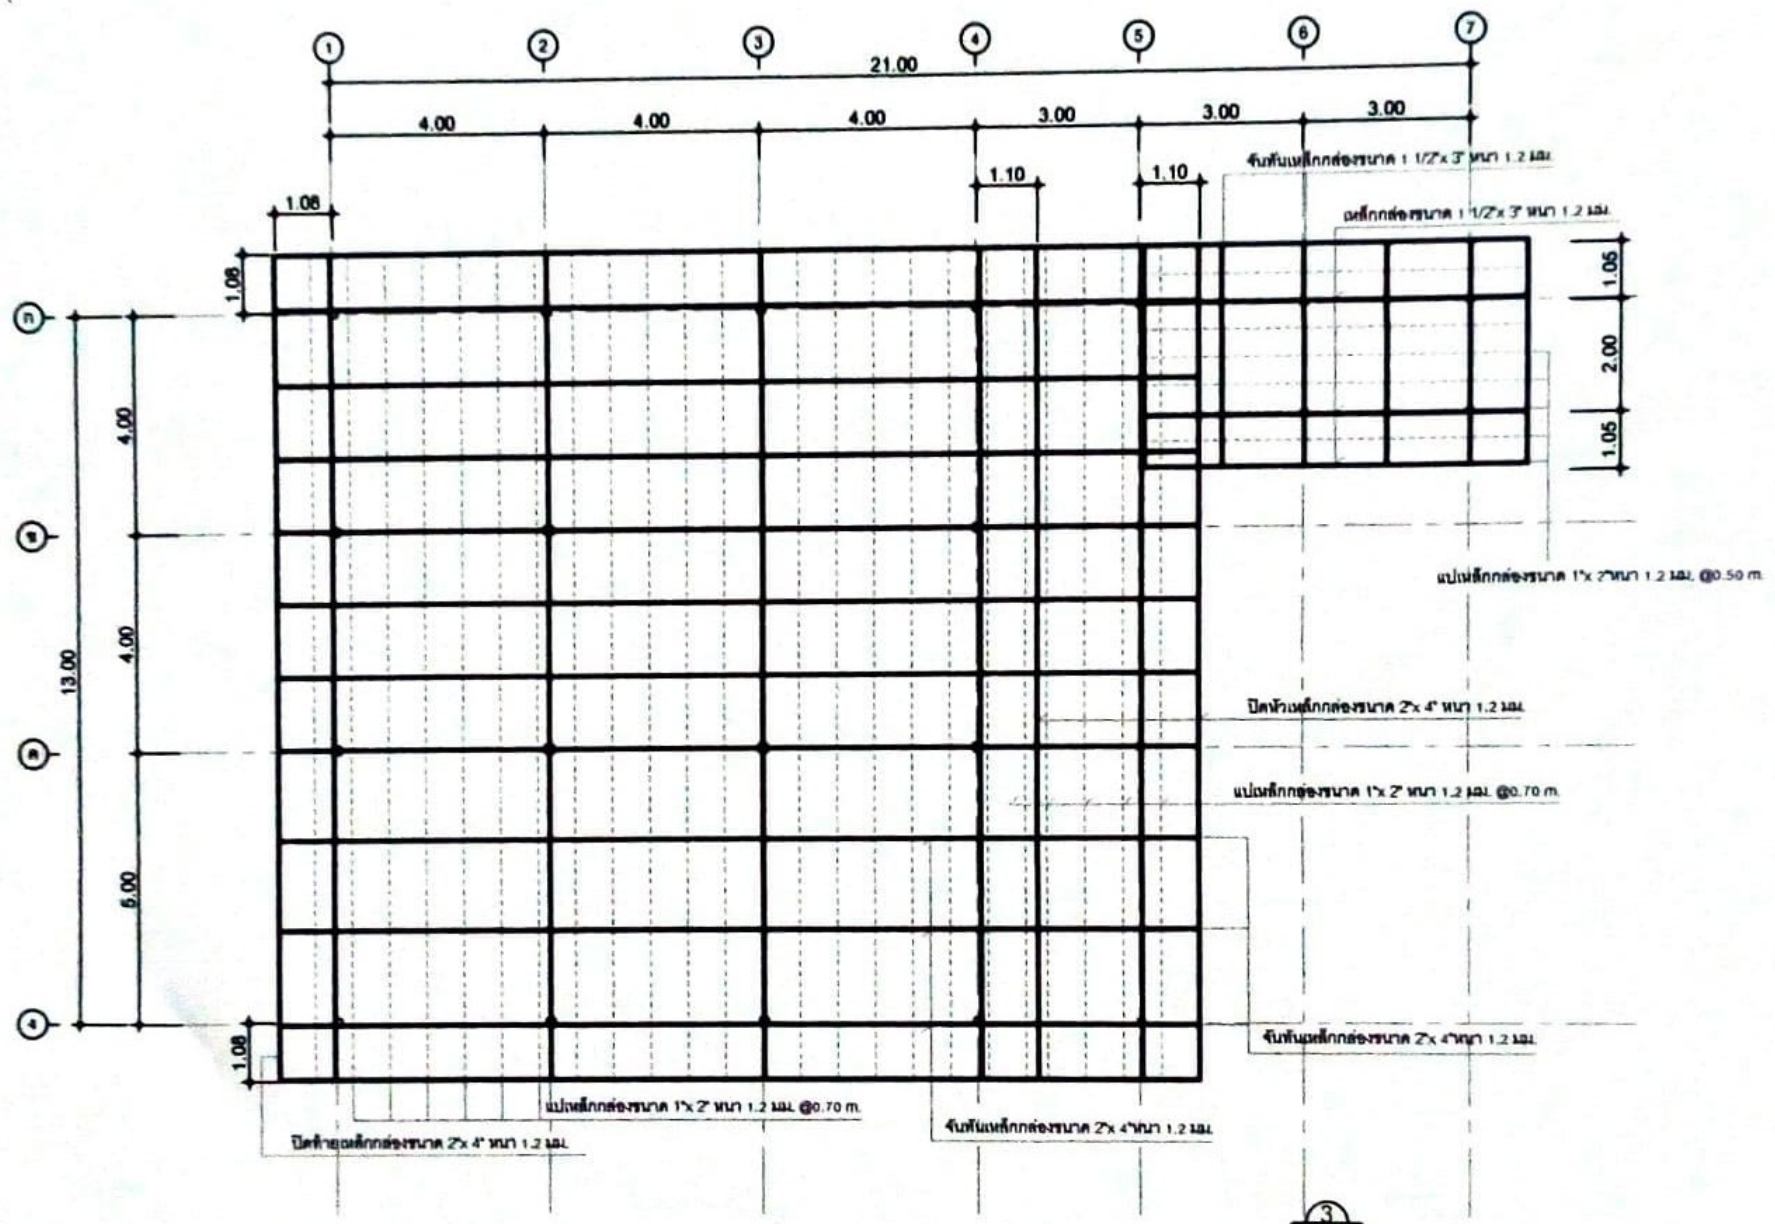 1 2 3 4 5 6 7
21.00
4.00 4.00 4.00 3.00 3.00 3.00
จันทันเหล็กกล่องขนาด 1 1/2"x 3" หนา 1.2 มม.
1.10 1.10
1.08
เหล็กกล่องขนาด 1 1/2"x 3" หนา 1.2 มม.
1.08
1.05
ก
2.00
4.00
1.05
ข
แปเหล็กกล่องขนาด 1"x 2"หนา 1.2 มม. @0.50 m.
4.00
13.00
ปิดหัวเหล็กกล่องขนาด 2"x 4" หนา 1.2 มม.
ค
แปเหล็กกล่องขนาด 1"x 2" หนา 1.2 มม. @0.70 m.
5.00
ง
1.08
จันทันเหล็กกล่องขนาด 2"x 4"หนา 1.2 มม.
แปเหล็กกล่องขนาด 1"x 2" หนา 1.2 มม. @0.70 m.
จันทันเหล็กกล่องขนาด 2"x 4"หนา 1.2 มม.
ปิดท้ายเหล็กกล่องขนาด 2"x 4" หนา 1.2 มม.
3